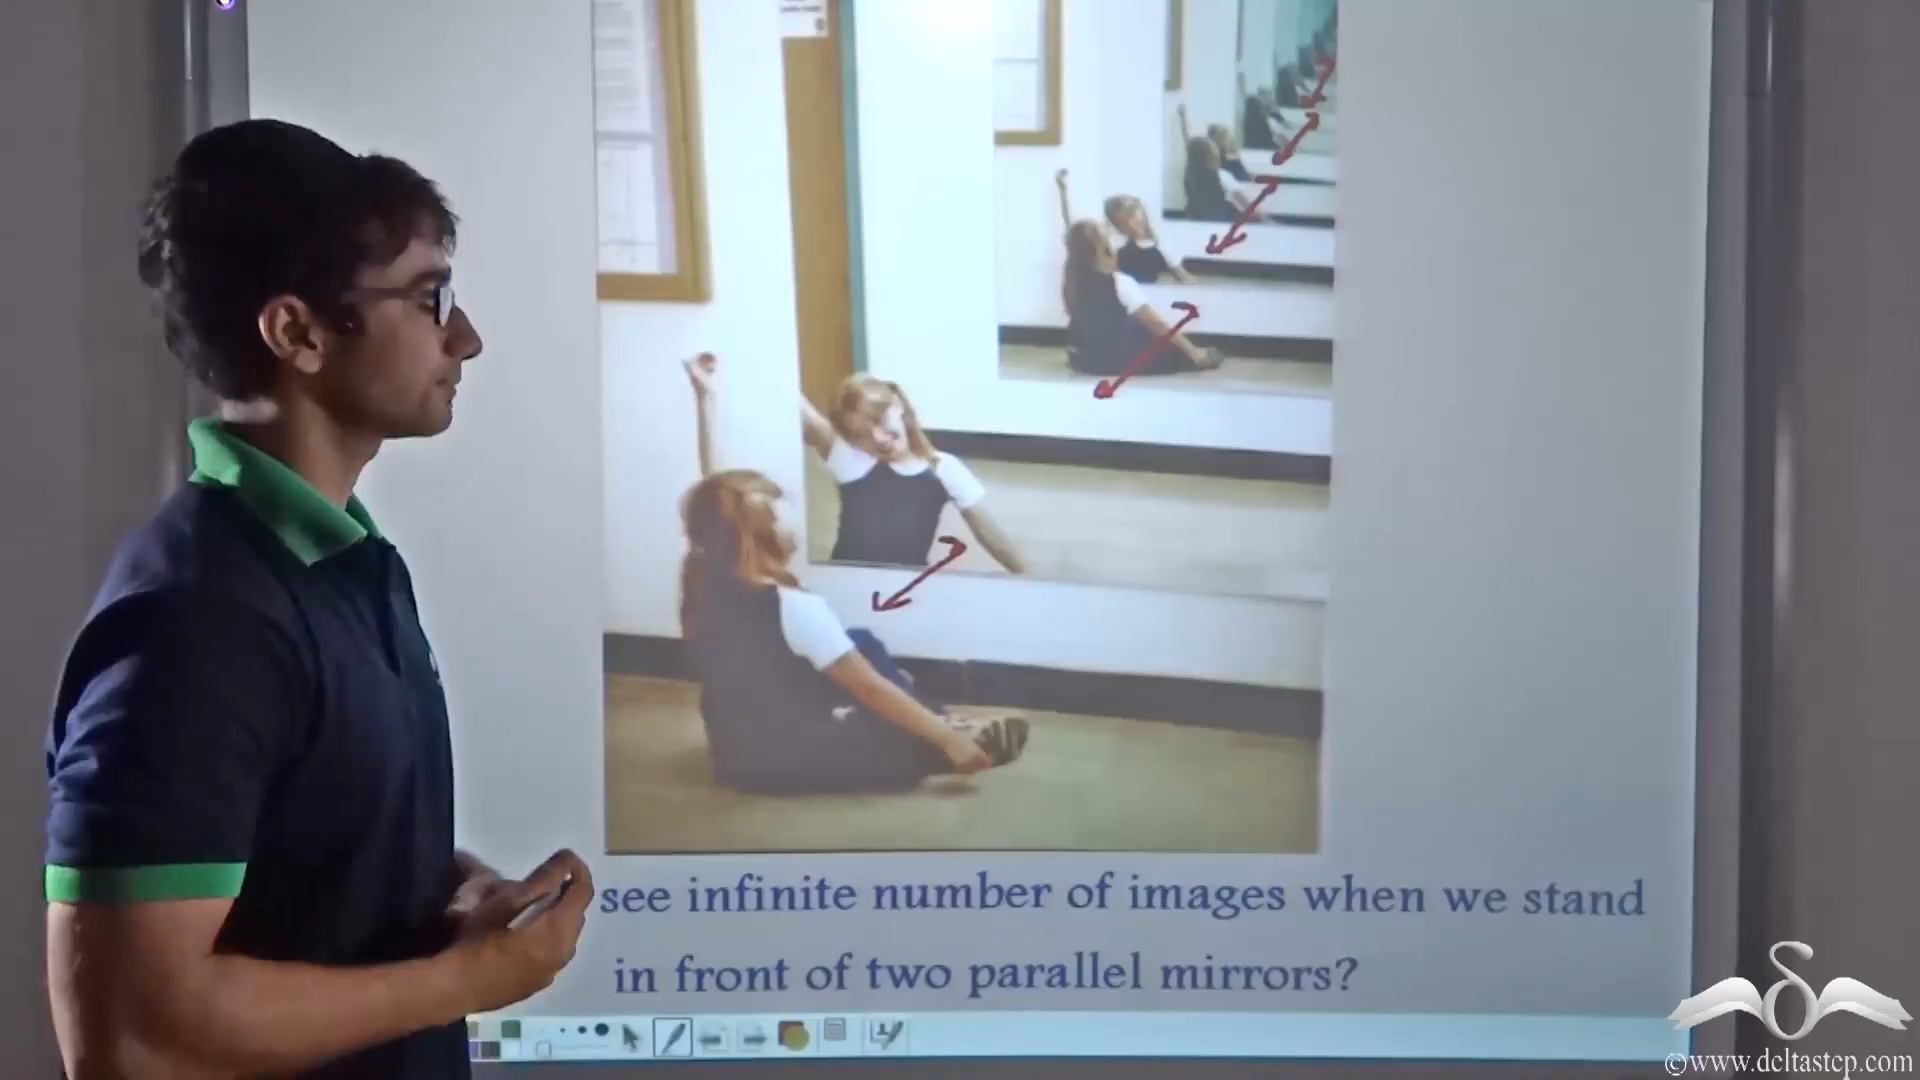 see infinite number of images when we stand
in front of two parallel mirrors?
©www.deltastep.com